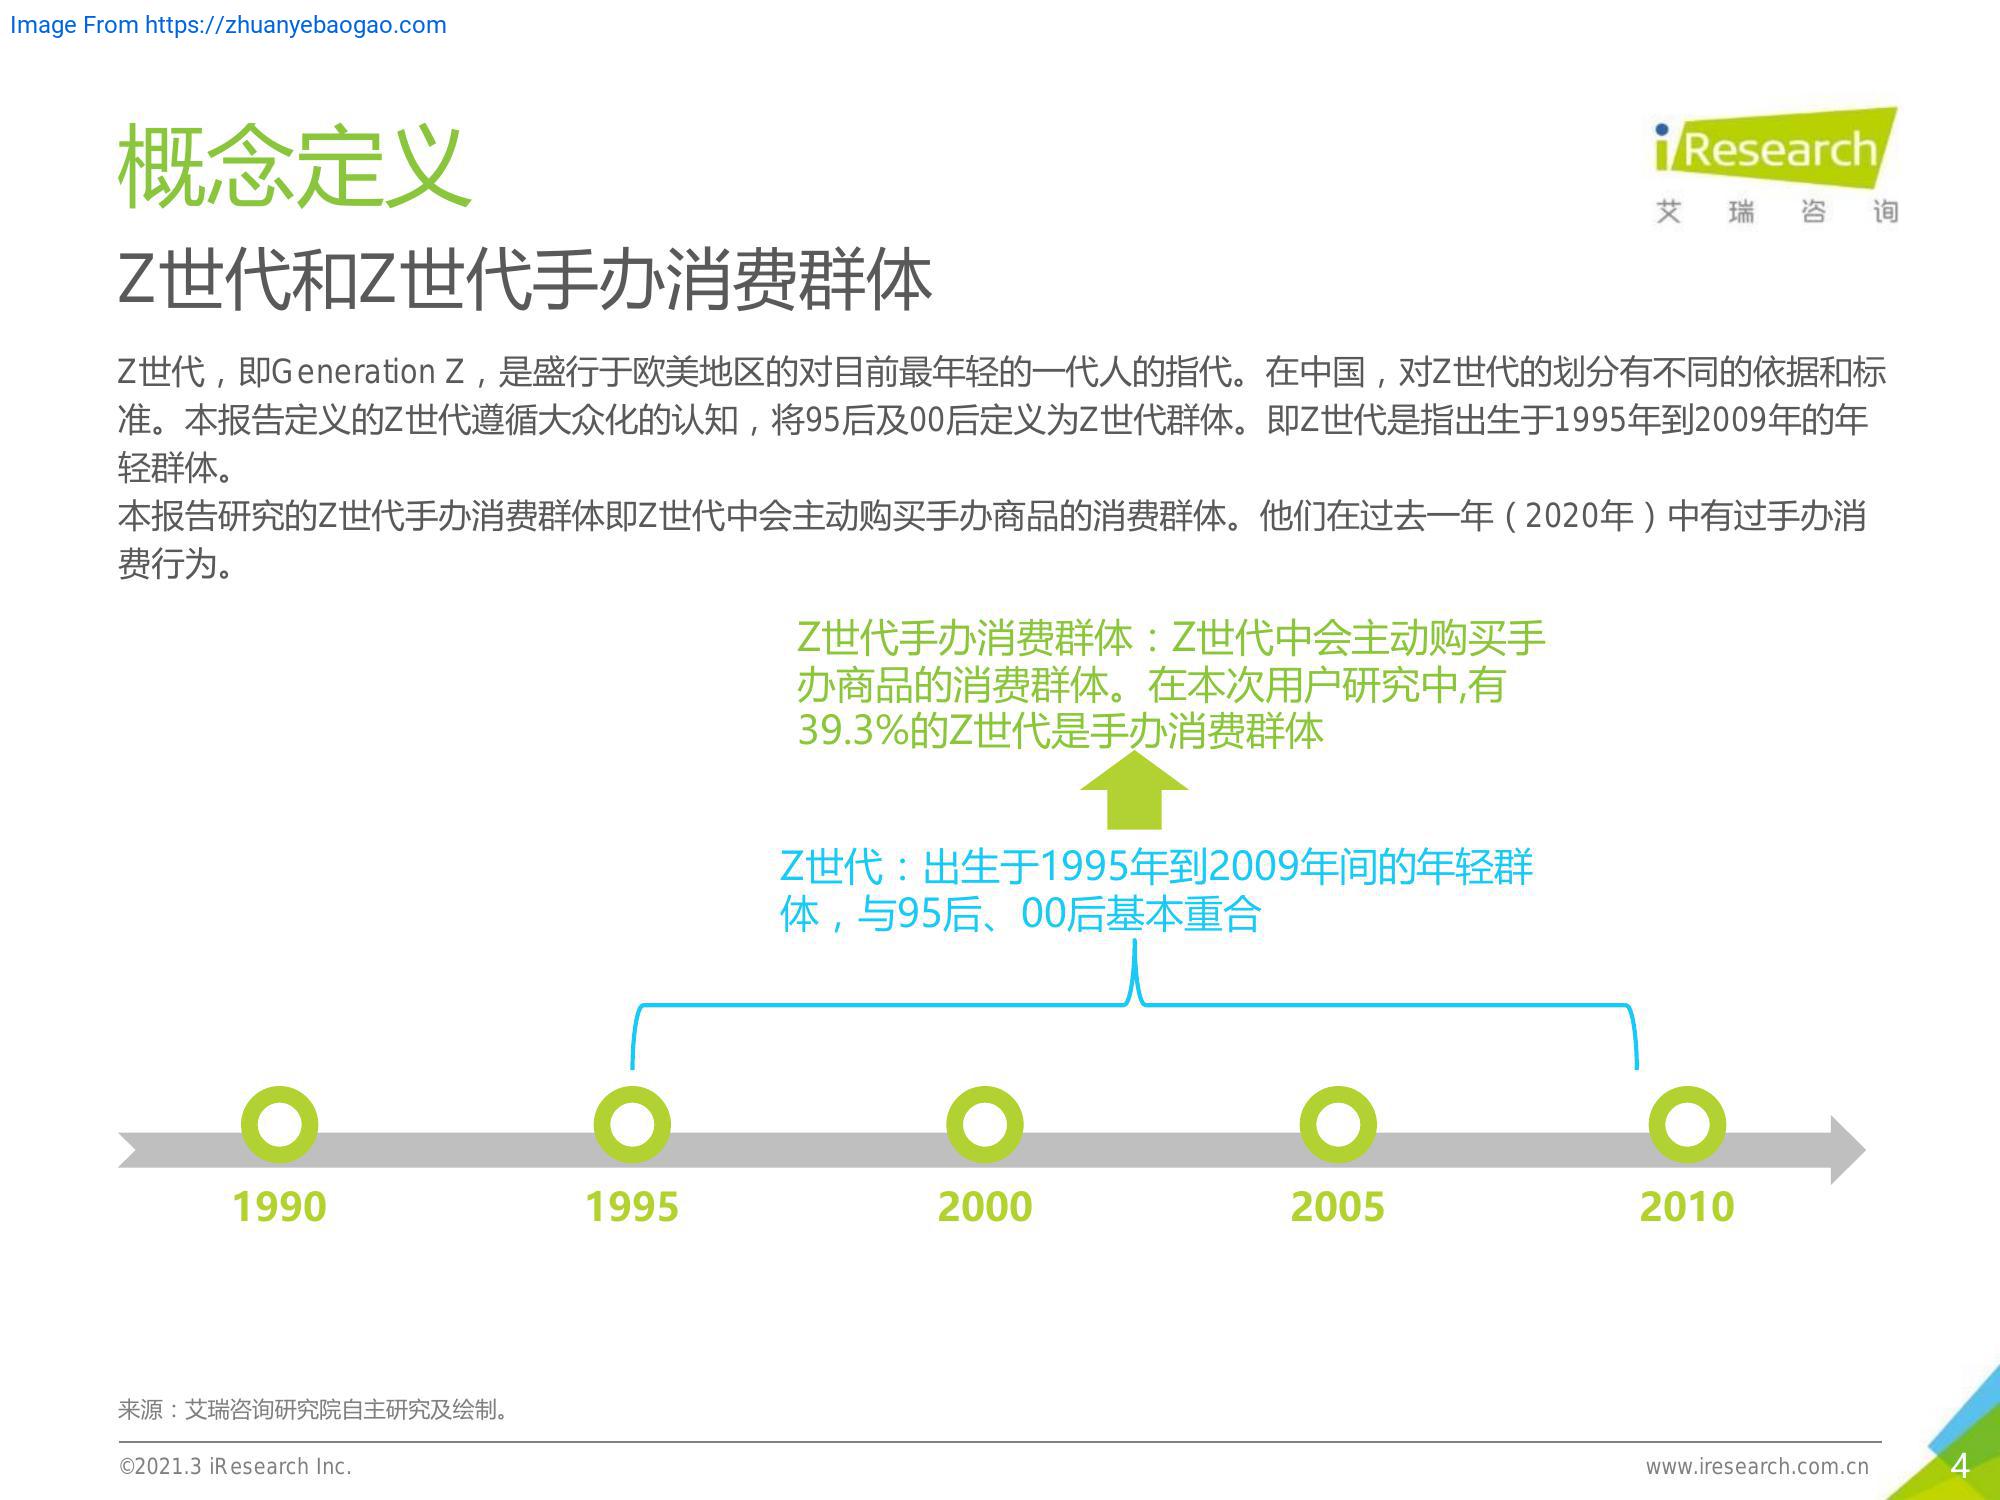 Image From https://zhuanyebaogao.com
概念定义
iResearch
艾瑞咨询
Z世代和Z世代手办消费群体
Z世代，即Generation Z，是盛行于欧美地区的对目前最年轻的一代人的指代。在中国，对Z世代的划分有不同的依据和标
准。本报告定义的Z世代遵循大众化的认知，将95后及00后定义为Z世代群体。即Z世代是指出生于1995年到2009年的年
轻群体。
本报告研究的Z世代手办消费群体即Z世代中会主动购买手办商品的消费群体。他们在过去一年（2020年）中有过手办消
费行为。
Z世代手办消费群体：Z世代中会主动购买手
办商品的消费群体。在本次用户研究中,有
39.3%的Z世代是手办消费群体
Z世代：出生于1995年到2009年间的年轻群
体，与95后、00后基本重合
1990 1995 2000 2005 2010
来源：艾瑞咨询研究院自主研究及绘制。
©2021.3 iResearch Inc.
www.iresearch.com.cn
4